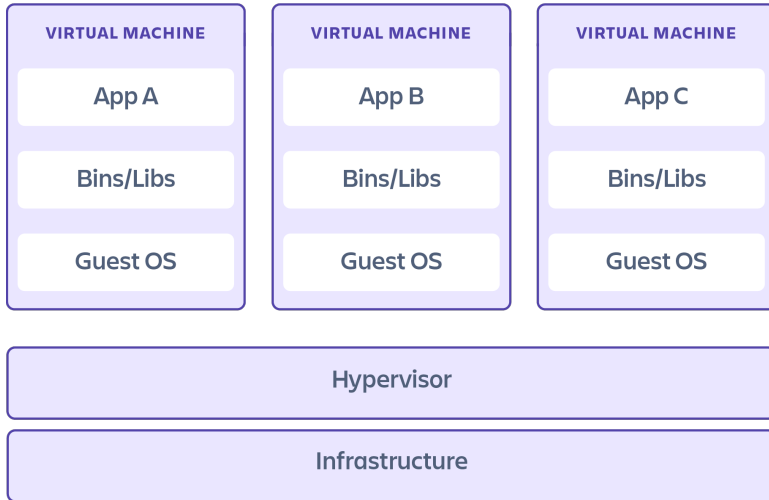 VIRTUAL MACHINE
App A
Bins/Libs
Guest OS
VIRTUAL MACHINE
App B
Bins/Libs
Guest OS
VIRTUAL MACHINE
App C
Bins/Libs
Guest OS
Hypervisor
Infrastructure